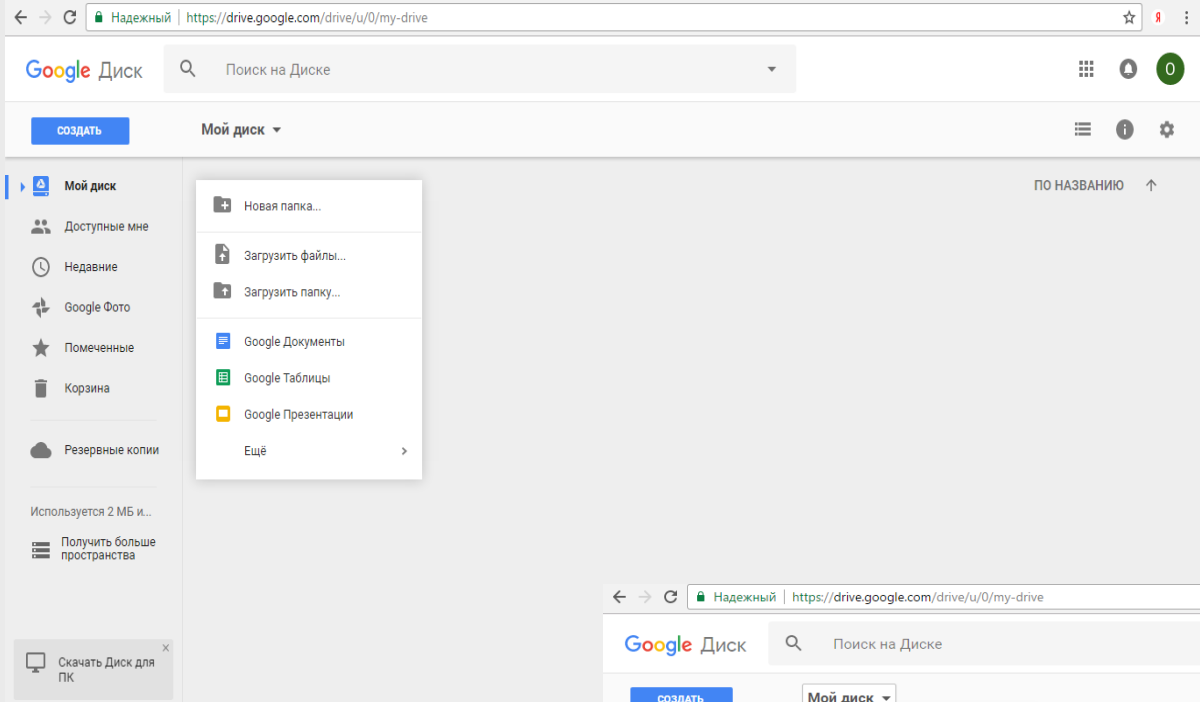 Надежный https://drive.google.com/drive/u/0/my-drive Я
Google Диск Поиск на Диске О
СОЗДАТЬ Мой диск
Мой диск ПО НАЗВАНИЮ
Доступные мне
Недавние
Google Фото
Помеченные
Корзина
Резервные копии
Используется 2 МБ и...
Получить больше
пространства
Скачать Диск для
ПК
Новая папка...
Загрузить файлы...
Загрузить папку...
Google Документы
Google Таблицы
Google Презентации
Ещё
Надежный https://drive.google.com/drive/u/0/my-drive
Google Диск Поиск на Диске
СОЗДАТЬ Мой диск